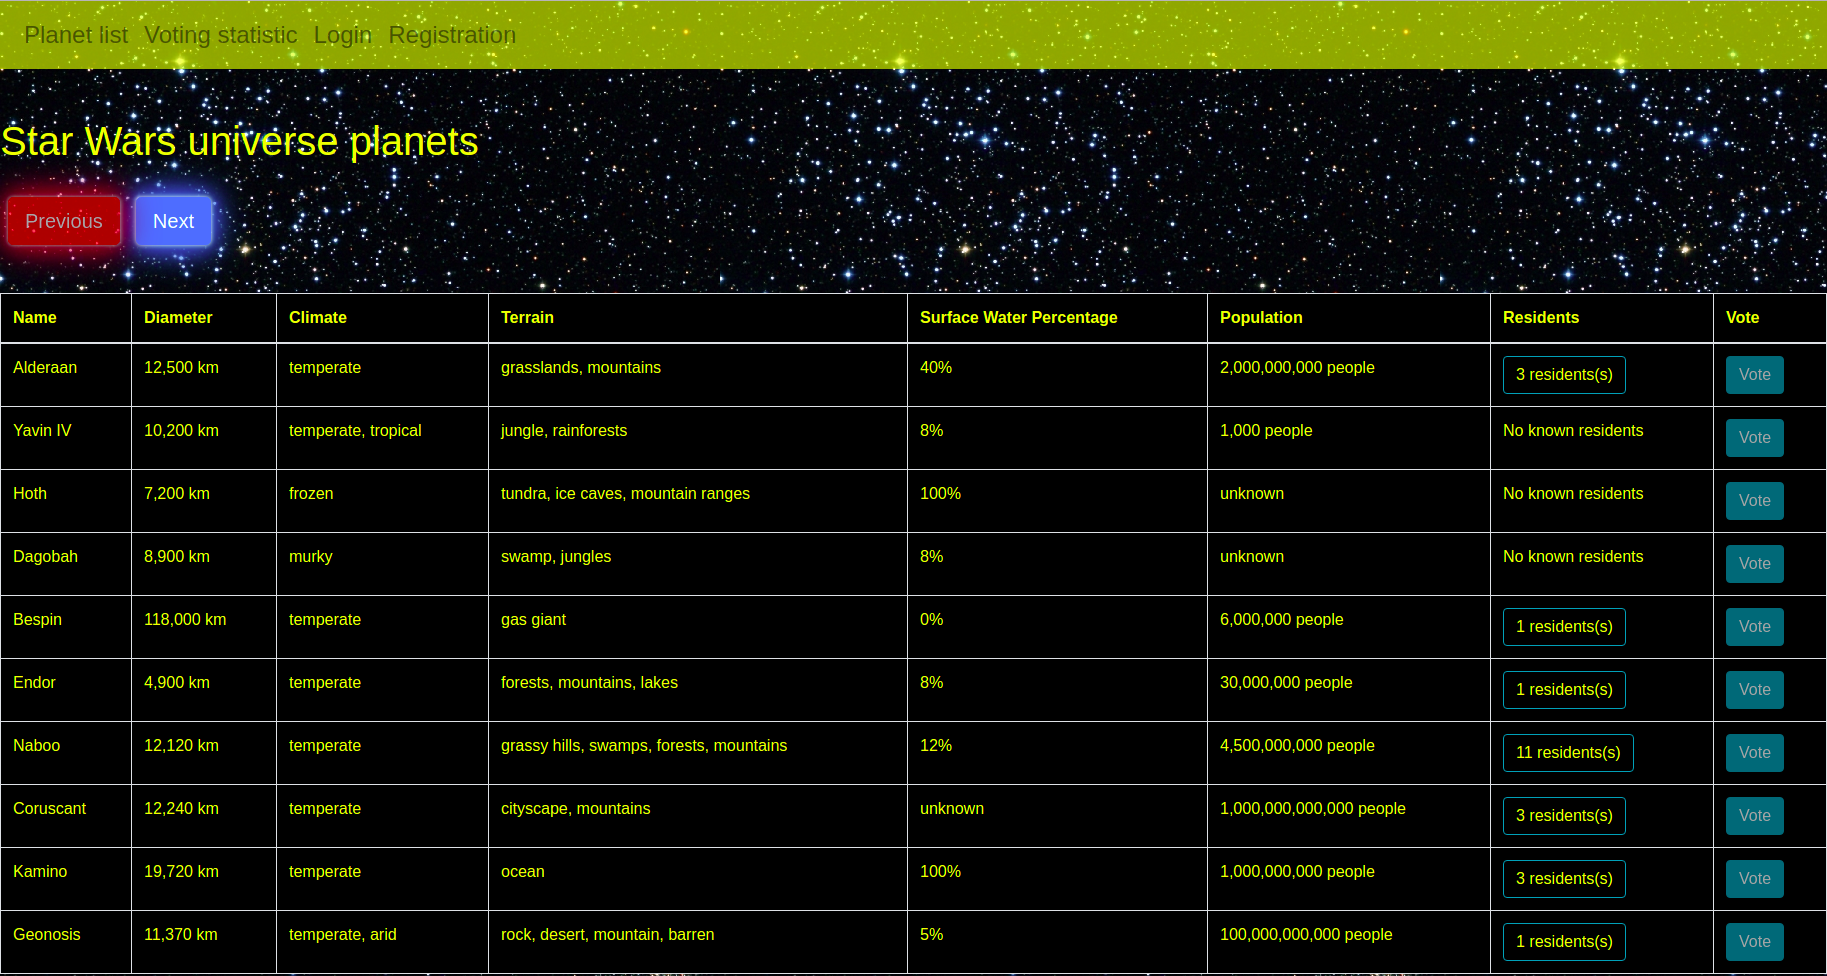 Planet list Voting statistic Login Registration
Star Wars universe planets
Previous Next
Name Diameter Climate Terrain Surface Water Percentage Population Residents Vote
Alderaan 12,500 km temperate grasslands, mountains 40% 2,000,000,000 people 3 residents(s) Vote
Yavin IV 10,200 km temperate, tropical jungle, rainforests 8% 1,000 people No known residents Vote
Hoth 7,200 km frozen tundra, ice caves, mountain ranges 100% unknown No known residents Vote
Dagobah 8,900 km murky swamp, jungles 8% unknown No known residents Vote
Bespin 118,000 km temperate gas giant 0% 6,000,000 people 1 residents(s) Vote
Endor 4,900 km temperate forests, mountains, lakes 8% 30,000,000 people 1 residents(s) Vote
Naboo 12,120 km temperate grassy hills, swamps, forests, mountains 12% 4,500,000,000 people 11 residents(s) Vote
Coruscant 12,240 km temperate cityscape, mountains unknown 1,000,000,000,000 people 3 residents(s) Vote
Kamino 19,720 km temperate ocean 100% 1,000,000,000 people 3 residents(s) Vote
Geonosis 11,370 km temperate, arid rock, desert, mountain, barren 5% 100,000,000,000 people 1 residents(s) Vote